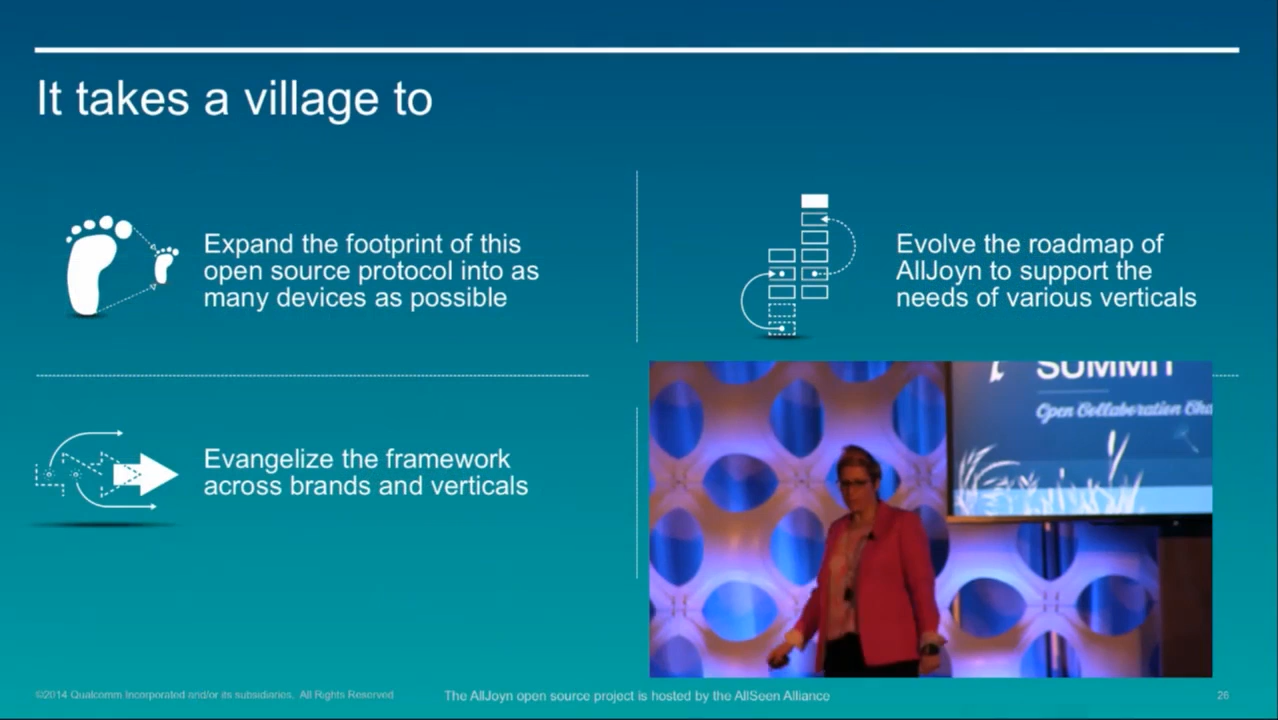 It takes a village to
Expand the footprint of this
open source protocol into as
many devices as possible
Evolve the roadmap of
AllJoyn to support the
needs of various verticals
Evangelize the framework
across brands and verticals
SUMMIT
Open Collaboration
©2014 Qualcomm Incorporated and/or its subsidiaries. All Rights Reserved
The AllJoyn open source project is hosted by the AllSeen Alliance
26